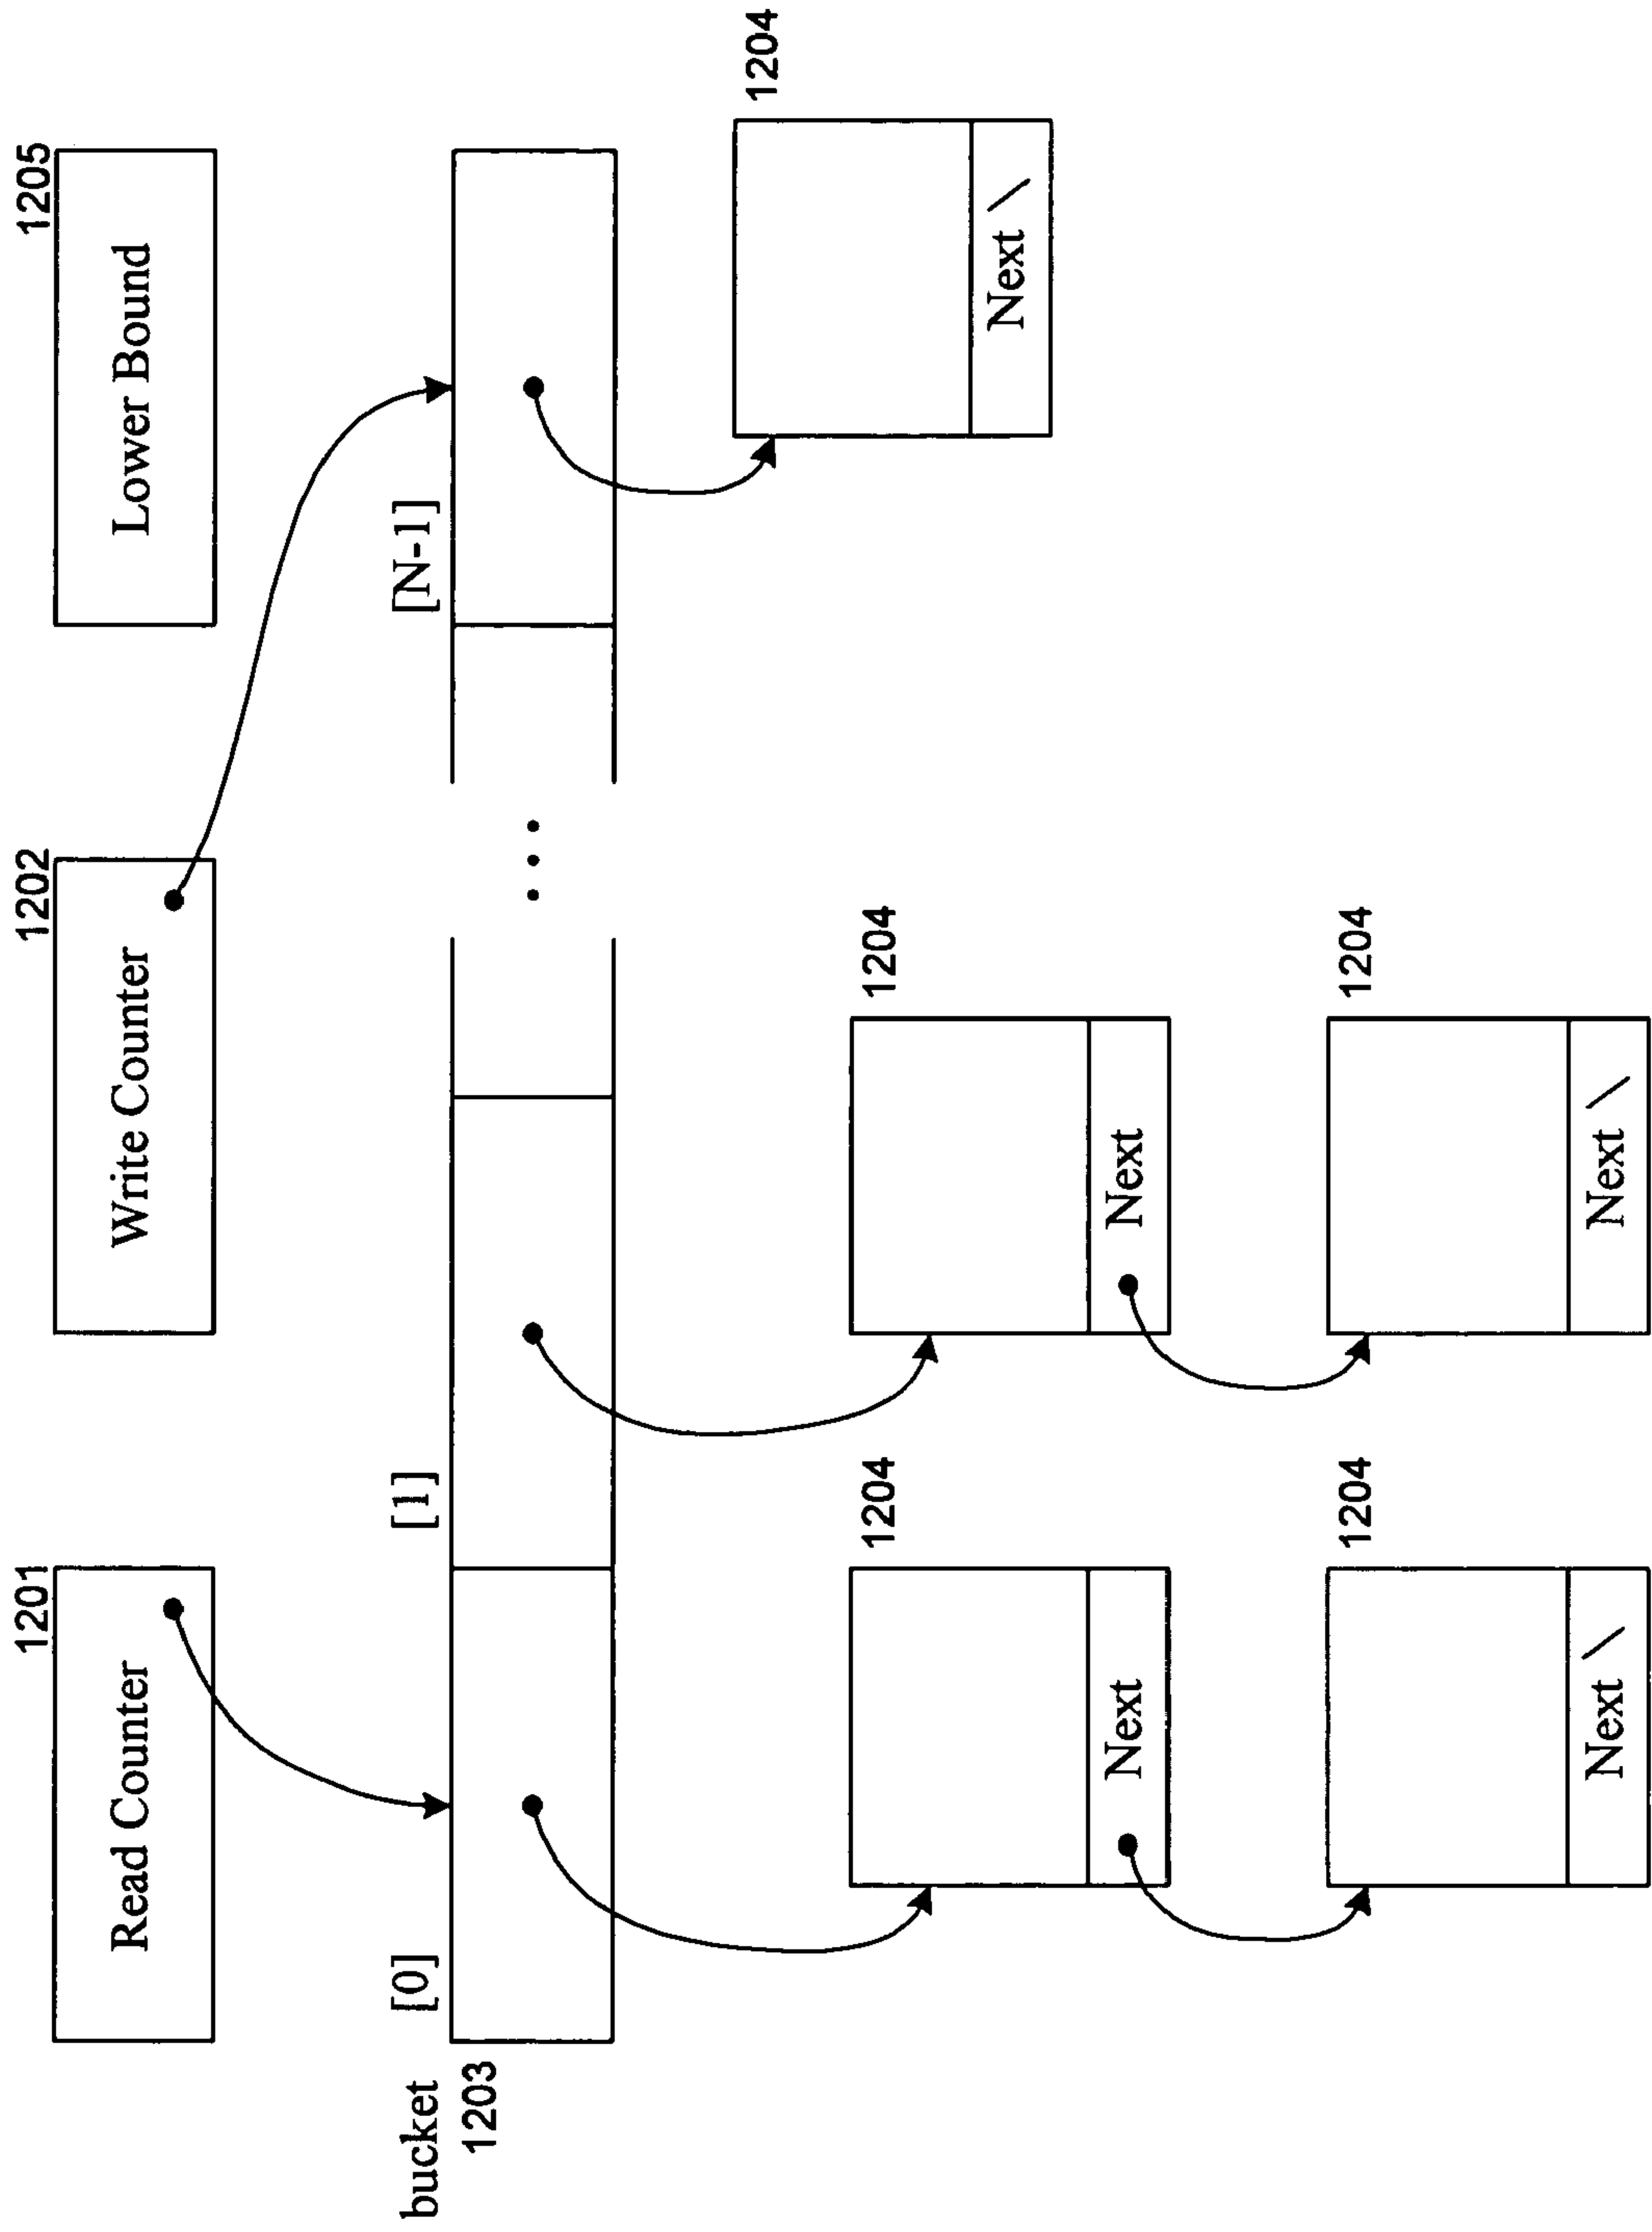 1201
1202
1205
Read Counter
Write Counter
Lower Bound
bucket
[0]
[1]
[N-1]
1203
...
1204
Next \
1204
1204
Next
Next
1204
1204
Next \
Next \